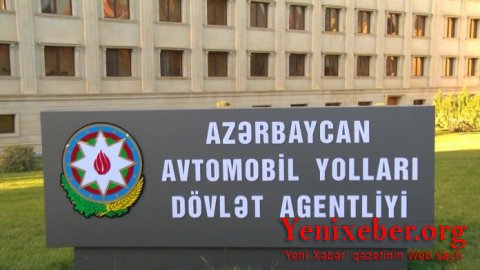 AZƏRBAYCAN
AVTOMOBİL YOLLARI
DÖVLƏT AGENTLİYİ
Yenixeber.org
Yeni Xəbər qəzetinin Web saytı